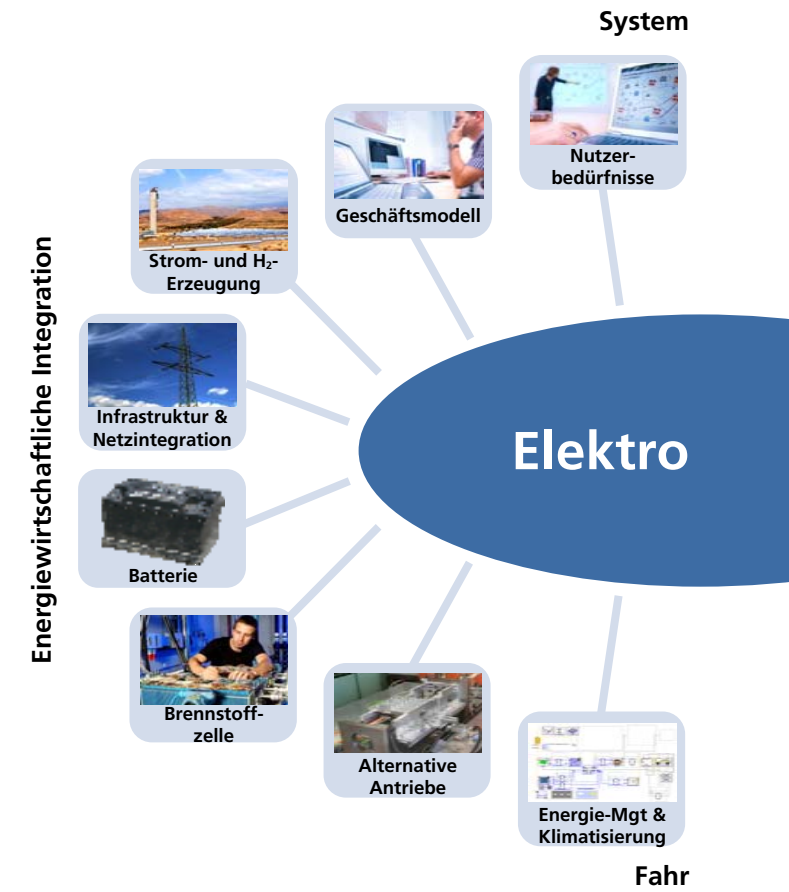 System
Nutzer-
bedürfnisse
Geschäftsmodell
Strom- und H₂-
Erzeugung
Energiewirtschaftliche Integration
Infrastruktur &
Netzintegration
Elektro
Batterie
Brennstoff-
zelle
Alternative
Antriebe
Energie-Mgt &
Klimatisierung
Fahr